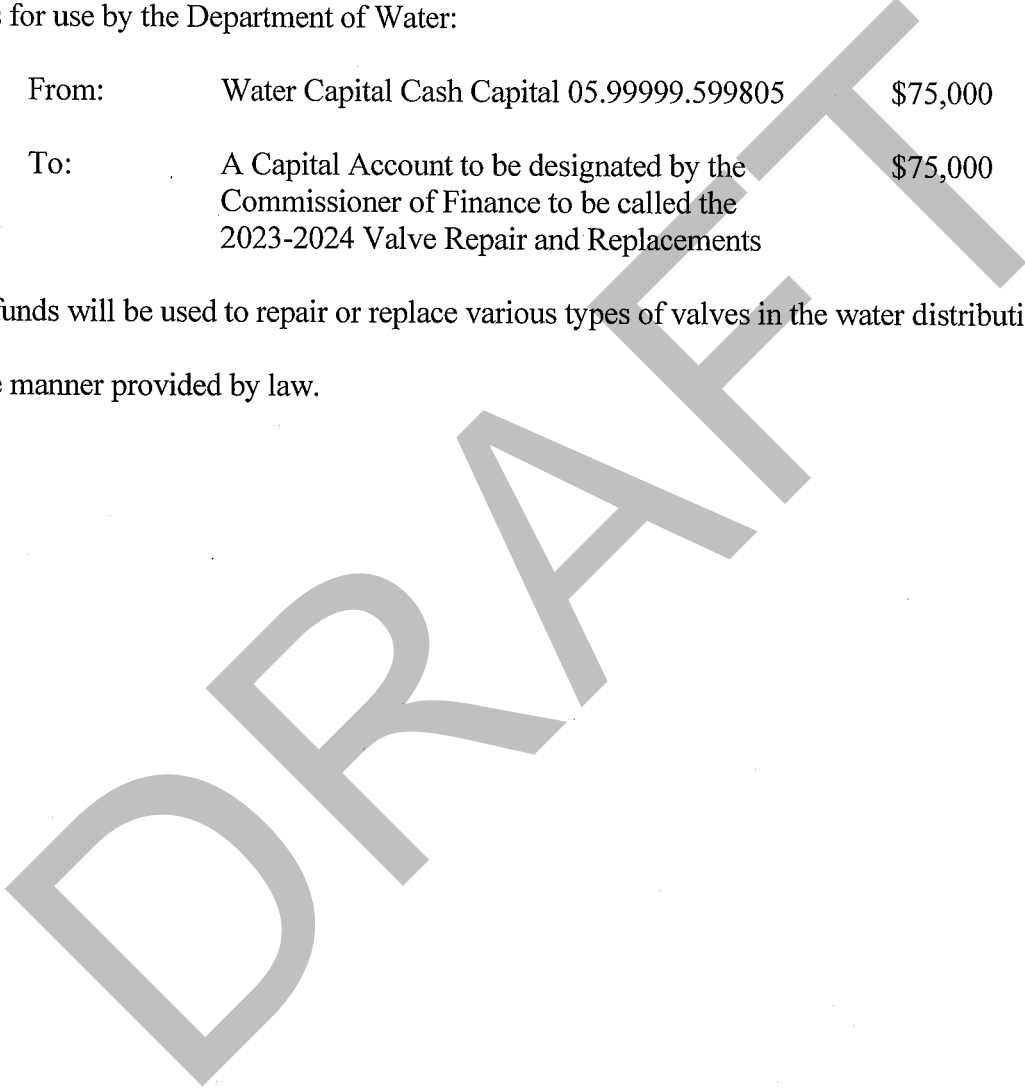 for use by the Department of Water:
From: Water Capital Cash Capital 05.99999.599805 $75,000
To: A Capital Account to be designated by the $75,000
Commissioner of Finance to be called the
2023-2024 Valve Repair and Replacements
funds will be used to repair or replace various types of valves in the water distributi
manner provided by law.
DRAFT